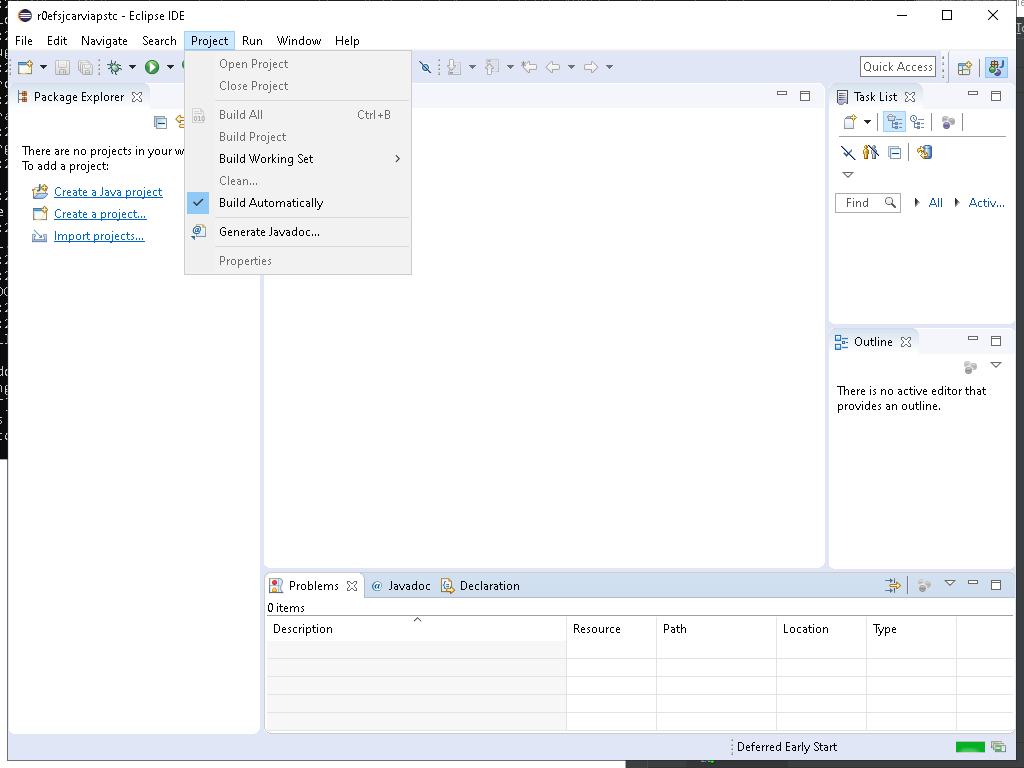 r0efsjcarviapstc - Eclipse IDE
File Edit Navigate Search Project Run Window Help
Quick Access
Open Project
Close Project
Build All Ctrl+B
Build Project
Build Working Set
Clean...
Build Automatically
Generate Javadoc...
Properties
Package Explorer
There are no projects in your w
To add a project:
Create a Java project
Create a project...
Import projects...
Task List
Find All Activ...
Outline
There is no active editor that
provides an outline.
Problems @ Javadoc Declaration
0 items
Description Resource Path Location Type
Deferred Early Start